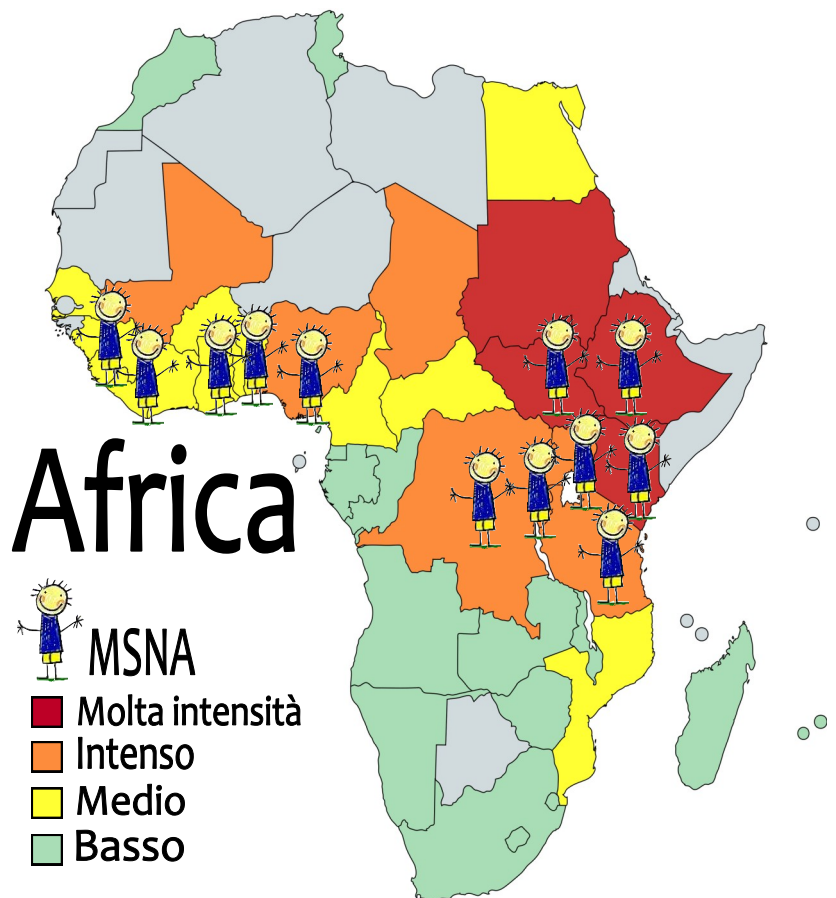 Africa
MSNA
Molta intensità
Intenso
Medio
Basso